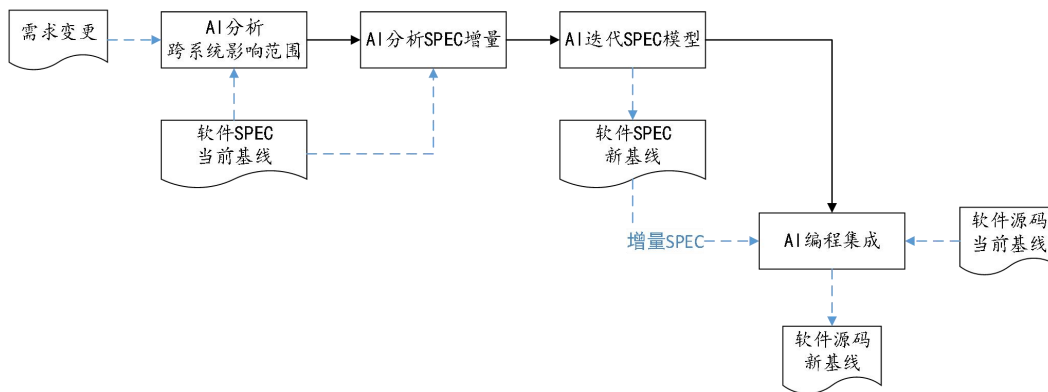 需求变更
AI分析
跨系统影响范围
AI分析SPEC增量
AI迭代SPEC模型
软件SPEC
当前基线
软件SPEC
新基线
增量SPEC
AI编程集成
软件源码
当前基线
软件源码
新基线